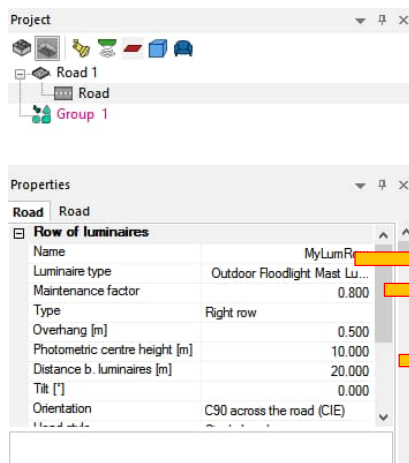 Project
Road 1
Road
Group 1
Properties
Road Road
Row of luminaires
Name MyLumR
Luminaire type Outdoor Floodlight Mast Lu...
Maintenance factor 0.800
Type Right row
Overhang [m] 0.500
Photometric centre height [m] 10.000
Distance b. luminaires [m] 20.000
Tilt [°] 0.000
Orientation C90 across the road (CIE)